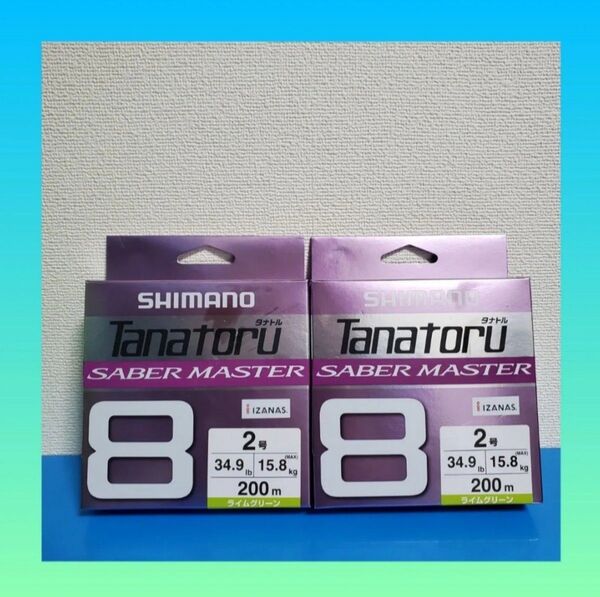 SHIMANO
タナトル
Tanatoru
SABER MASTER
8
IZANAS.
2号
34.9lb 15.8kg (MAX)
200m
ライムグリーン
SHIMANO
タナトル
Tanatoru
SABER MASTER
8
IZANAS.
2号
34.9lb 15.8kg (MAX)
200m
ライムグリーン